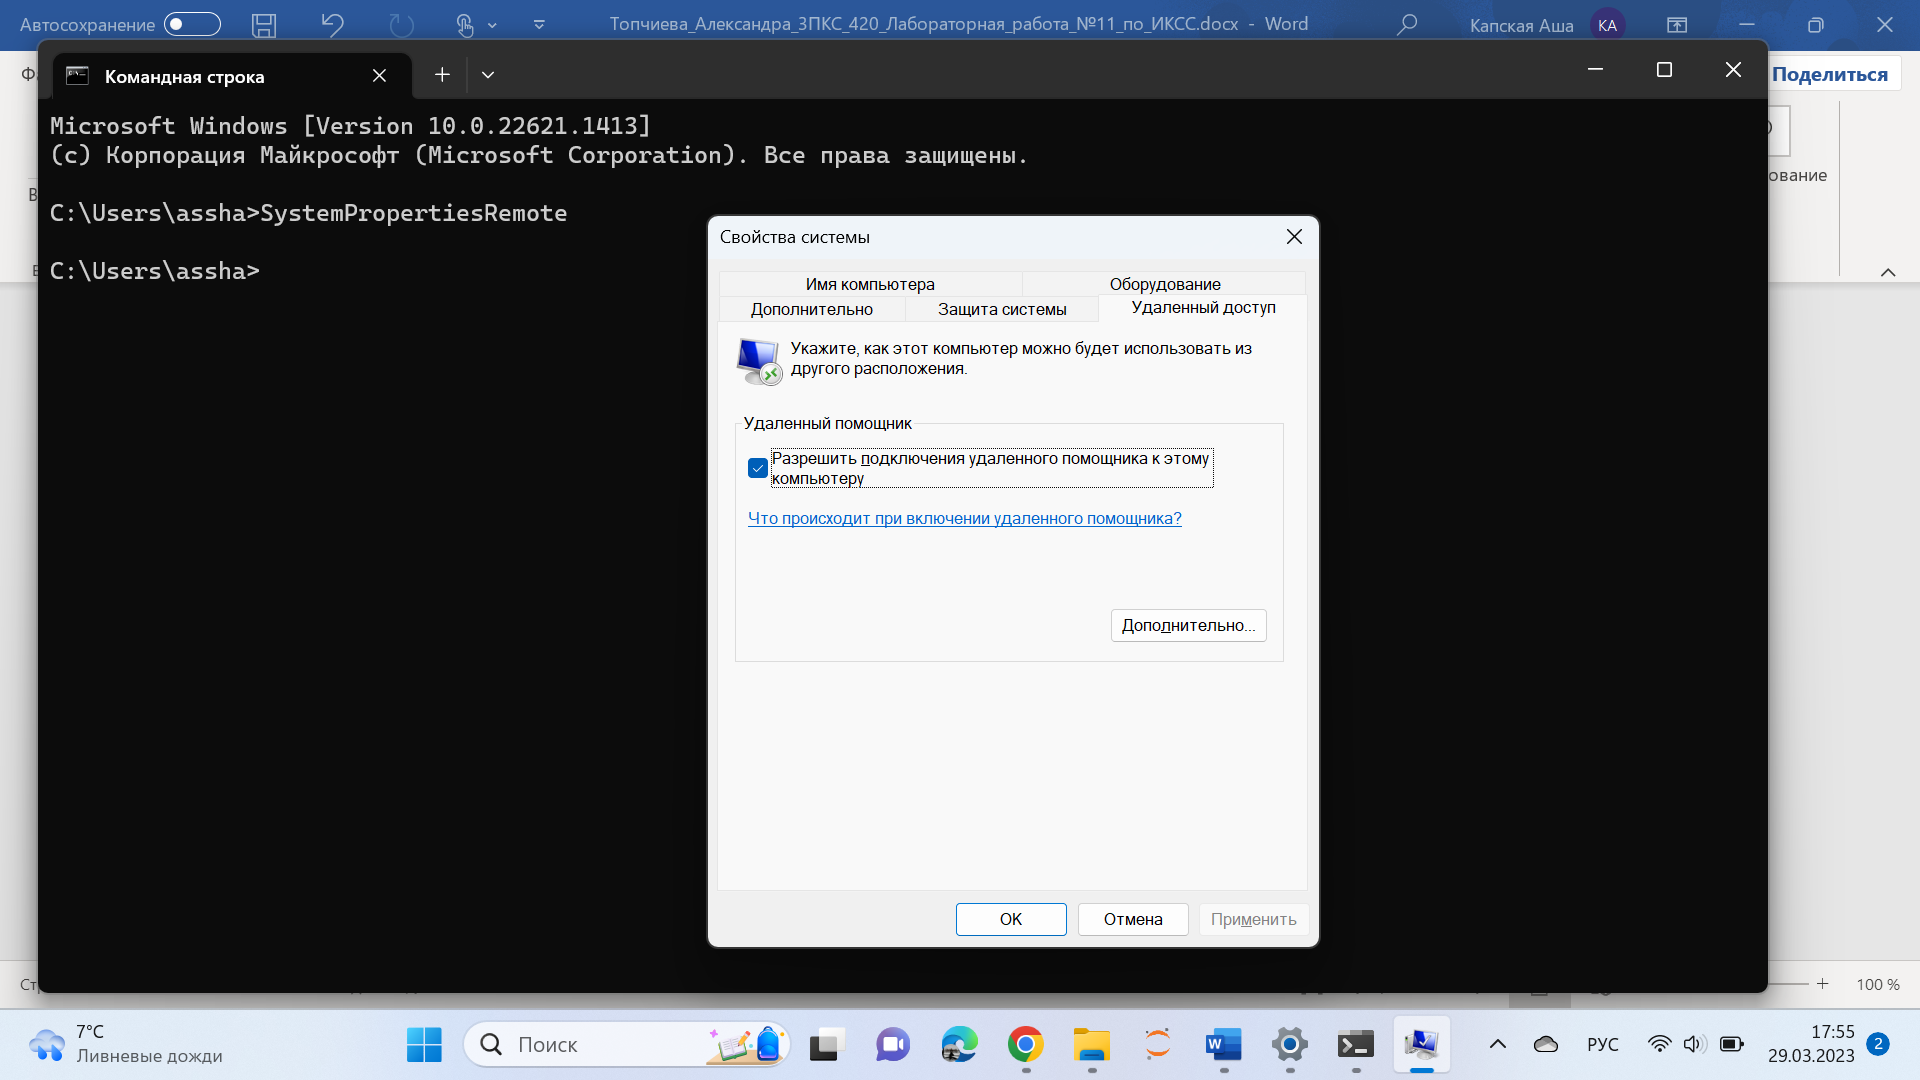 Автосохранение
Топчиева_Александра_3ПКС_420_Лабораторная_работа_№11_по_ИКСС.docx - Word
Капская Аша
КА
Поделиться
Командная строка
Microsoft Windows [Version 10.0.22621.1413]
(c) Корпорация Майкрософт (Microsoft Corporation). Все права защищены.
C:\Users\assha>SystemPropertiesRemote
C:\Users\assha>
Свойства системы
Имя компьютера
Оборудование
Дополнительно
Защита системы
Удаленный доступ
Укажите, как этот компьютер можно будет использовать из
другого расположения.
Удаленный помощник
Разрешить подключения удаленного помощника к этому
компьютеру
Что происходит при включении удаленного помощника?
Дополнительно...
OK
Отмена
Применить
100 %
7°C
Ливневые дожди
Поиск
РУС
17:55
29.03.2023
2